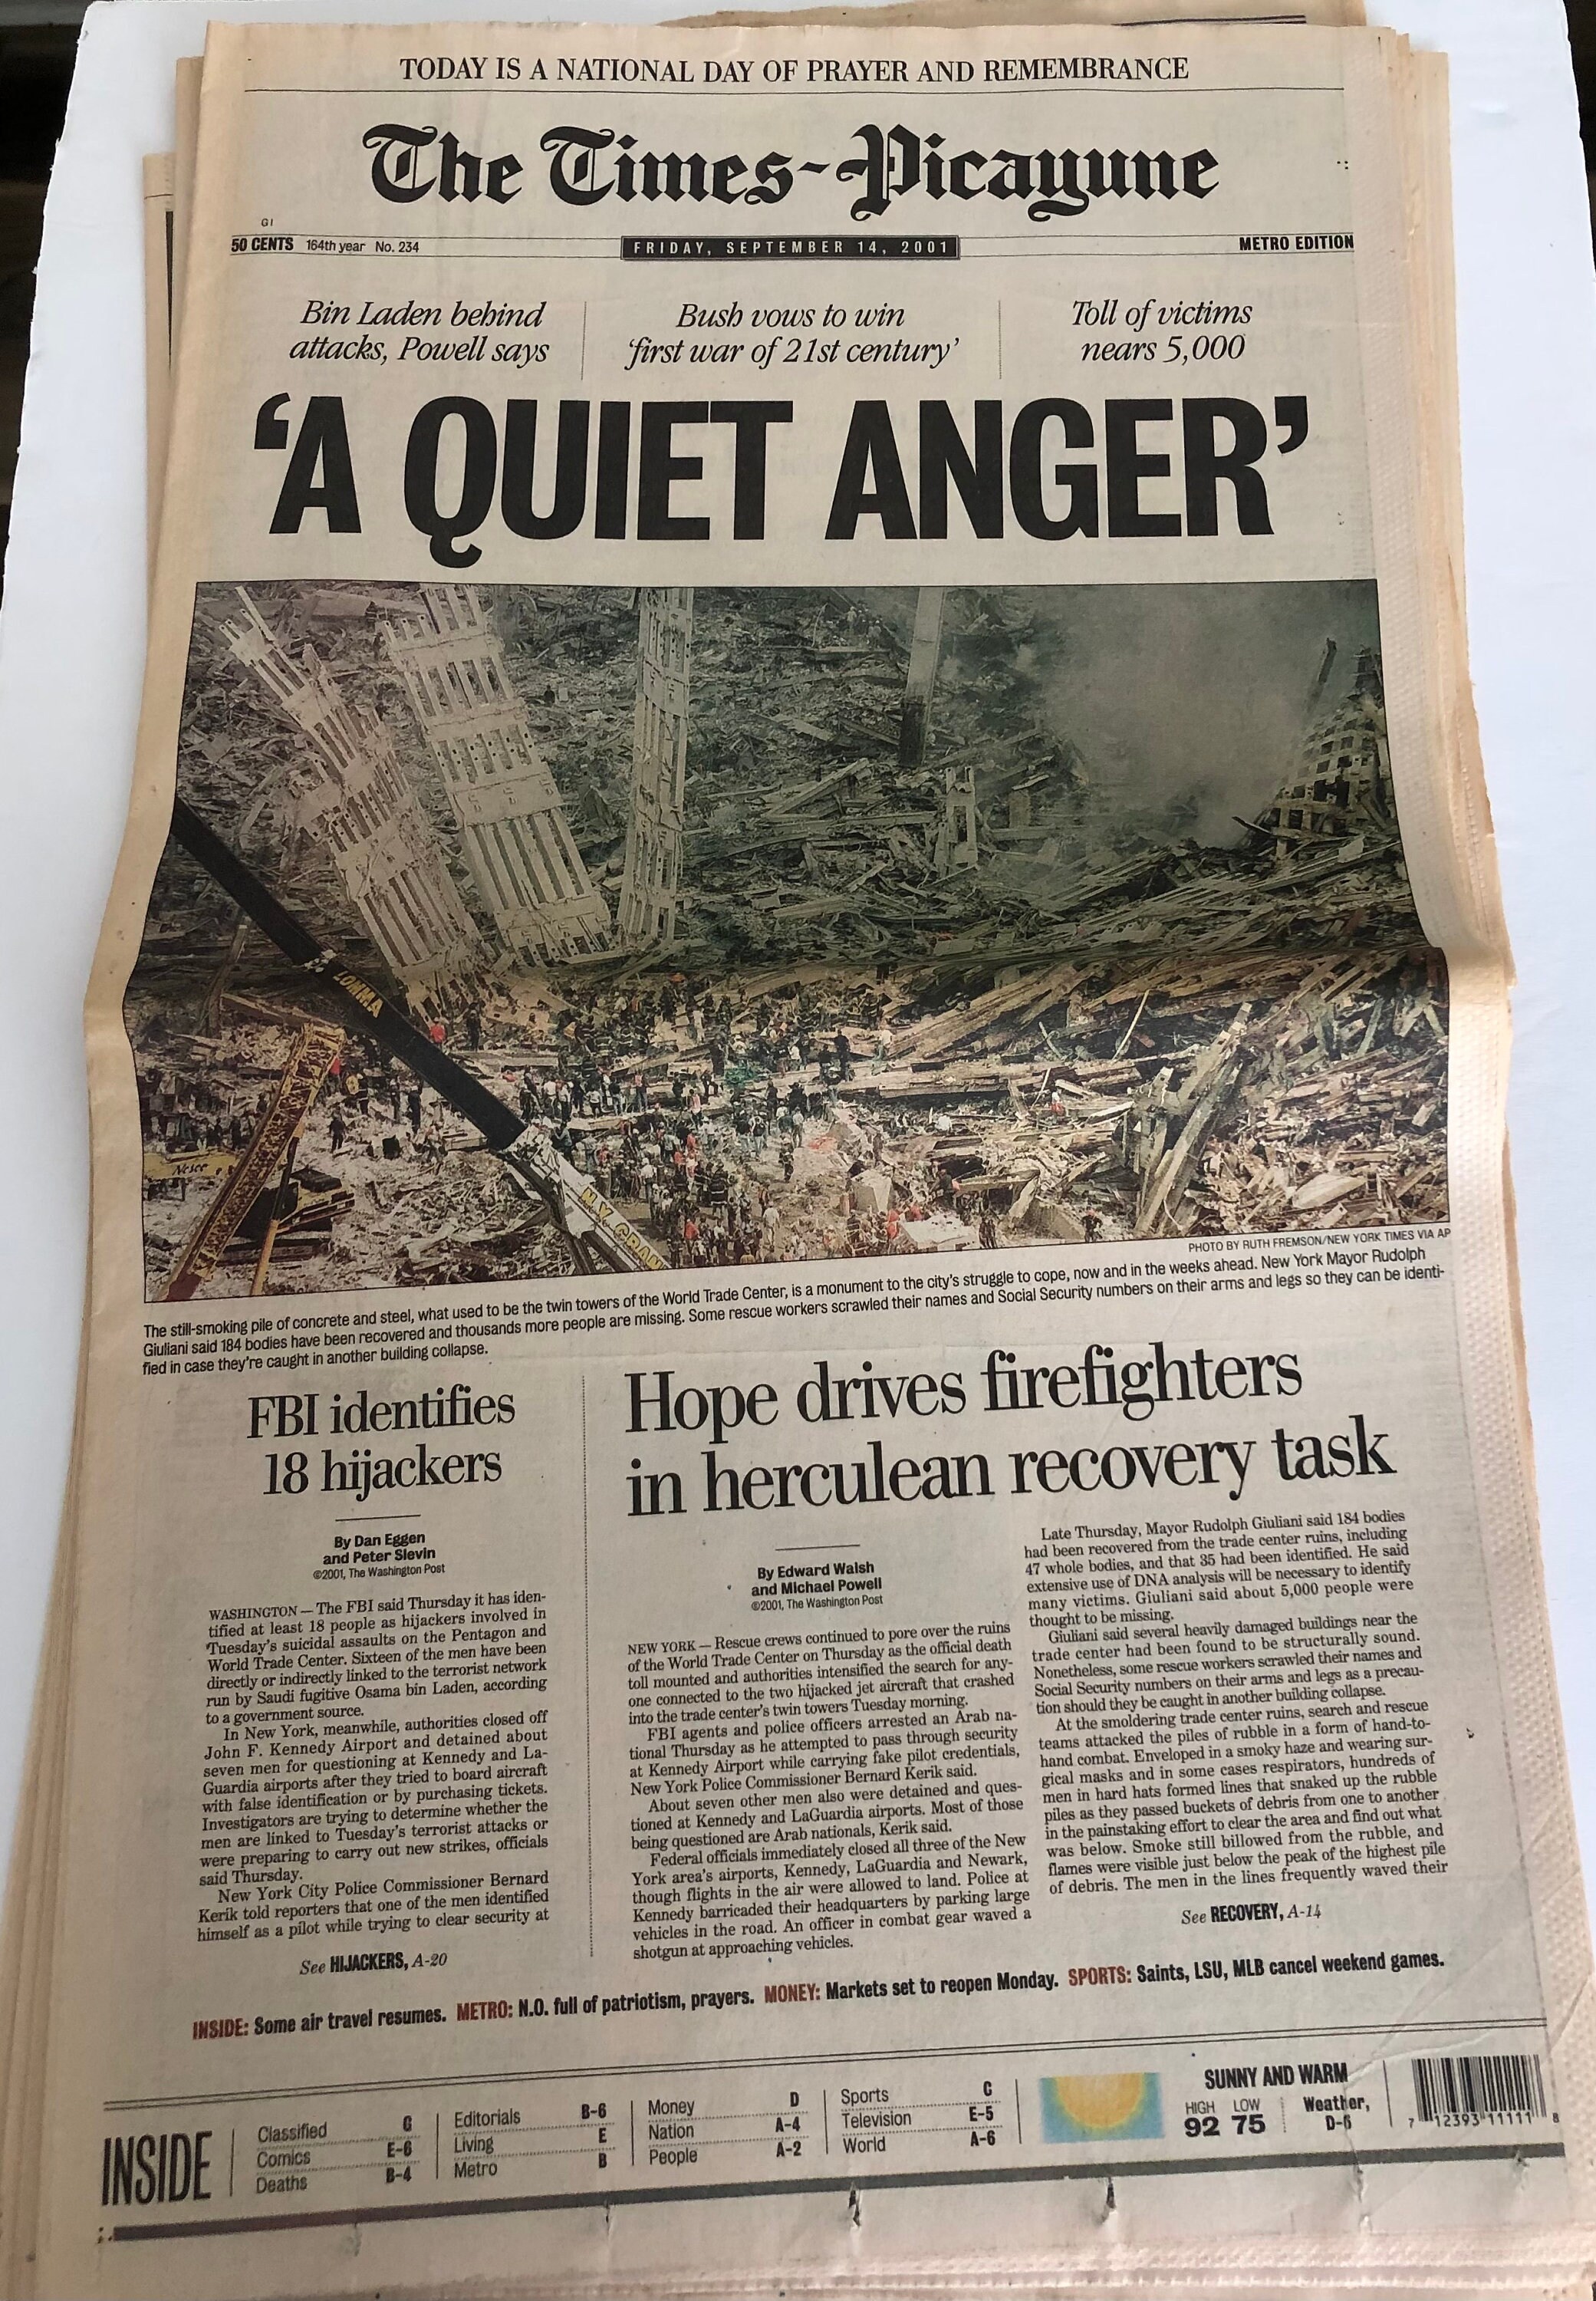 TODAY IS A NATIONAL DAY OF PRAYER AND REMEMBRANCE
The Times-Picayune
GI
50 CENTS 164th year No. 234
FRIDAY, SEPTEMBER 14, 2001
METRO EDITION
Bin Laden behind
attacks, Powell says
Bush vows to win
‘first war of 21st century’
Toll of victims
nears 5,000
‘A QUIET ANGER’
LOMMA
N.Y. CRAN
PHOTO BY RUTH FREMSON/NEW YORK TIMES VIA AP
The still-smoking pile of concrete and steel, what used to be the twin towers of the World Trade Center, is a monument to the city's struggle to cope, now and in the weeks ahead. New York Mayor Rudolph
Giuliani said 184 bodies have been recovered and thousands more people are missing. Some rescue workers scrawled their names and Social Security numbers on their arms and legs so they can be identi-
fied in case they're caught in another building collapse.
FBI identifies
18 hijackers
By Dan Eggen
and Peter Slevin
©2001, The Washington Post
WASHINGTON — The FBI said Thursday it has iden-
tified at least 18 people as hijackers involved in
Tuesday's suicidal assaults on the Pentagon and
World Trade Center. Sixteen of the men have been
directly or indirectly linked to the terrorist network
run by Saudi fugitive Osama bin Laden, according
to a government source.
In New York, meanwhile, authorities closed off
John F. Kennedy Airport and detained about
seven men for questioning at Kennedy and La-
Guardia airports after they tried to board aircraft
with false identification or by purchasing tickets.
Investigators are trying to determine whether the
men are linked to Tuesday's terrorist attacks or
were preparing to carry out new strikes, officials
said Thursday.
New York City Police Commissioner Bernard
Kerik told reporters that one of the men identified
himself as a pilot while trying to clear security at
See HIJACKERS, A-20
Hope drives firefighters
in herculean recovery task
By Edward Walsh
and Michael Powell
©2001, The Washington Post
NEW YORK — Rescue crews continued to pore over the ruins
of the World Trade Center on Thursday as the official death
toll mounted and authorities intensified the search for any-
one connected to the two hijacked jet aircraft that crashed
into the trade center's twin towers Tuesday morning.
FBI agents and police officers arrested an Arab na-
tional Thursday as he attempted to pass through security
at Kennedy Airport while carrying fake pilot credentials,
New York Police Commissioner Bernard Kerik said.
About seven other men also were detained and ques-
tioned at Kennedy and LaGuardia airports. Most of those
being questioned are Arab nationals, Kerik said.
Federal officials immediately closed all three of the New
York area's airports, Kennedy, LaGuardia and Newark,
though flights in the air were allowed to land. Police at
Kennedy barricaded their headquarters by parking large
vehicles in the road. An officer in combat gear waved a
shotgun at approaching vehicles.
Late Thursday, Mayor Rudolph Giuliani said 184 bodies
had been recovered from the trade center ruins, including
47 whole bodies, and that 35 had been identified. He said
extensive use of DNA analysis will be necessary to identify
many victims. Giuliani said about 5,000 people were
thought to be missing.
Giuliani said several heavily damaged buildings near the
trade center had been found to be structurally sound.
Nonetheless, some rescue workers scrawled their names and
Social Security numbers on their arms and legs as a precau-
tion should they be caught in another building collapse.
At the smoldering trade center ruins, search and rescue
teams attacked the piles of rubble in a form of hand-to-
hand combat. Enveloped in a smoky haze and wearing sur-
gical masks and in some cases respirators, hundreds of
men in hard hats formed lines that snaked up the rubble
piles as they passed buckets of debris from one to another
in the painstaking effort to clear the area and find out what
was below. Smoke still billowed from the rubble, and
flames were visible just below the peak of the highest pile
of debris. The men in the lines frequently waved their
See RECOVERY, A-14
INSIDE: Some air travel resumes. METRO: N.O. full of patriotism, prayers. MONEY: Markets set to reopen Monday. SPORTS: Saints, LSU, MLB cancel weekend games.
INSIDE
Classified G
Comics E-6
Deaths B-4
Editorials B-6
Living E
Metro B
Money D
Nation A-4
People A-2
Sports C
Television E-5
World A-6
SUNNY AND WARM
HIGH LOW
92 75
Weather,
D-6
7 12393 11111 8